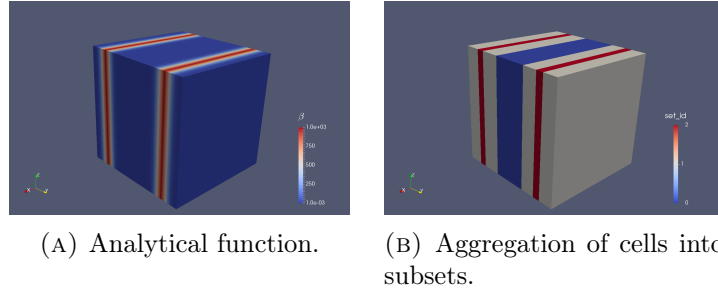 β
1.0e+03
750
500
250
1.0e-03
X
Y
Z
set_id
2
1
0
X
Y
Z
(A) Analytical function.
(B) Aggregation of cells into
subsets.